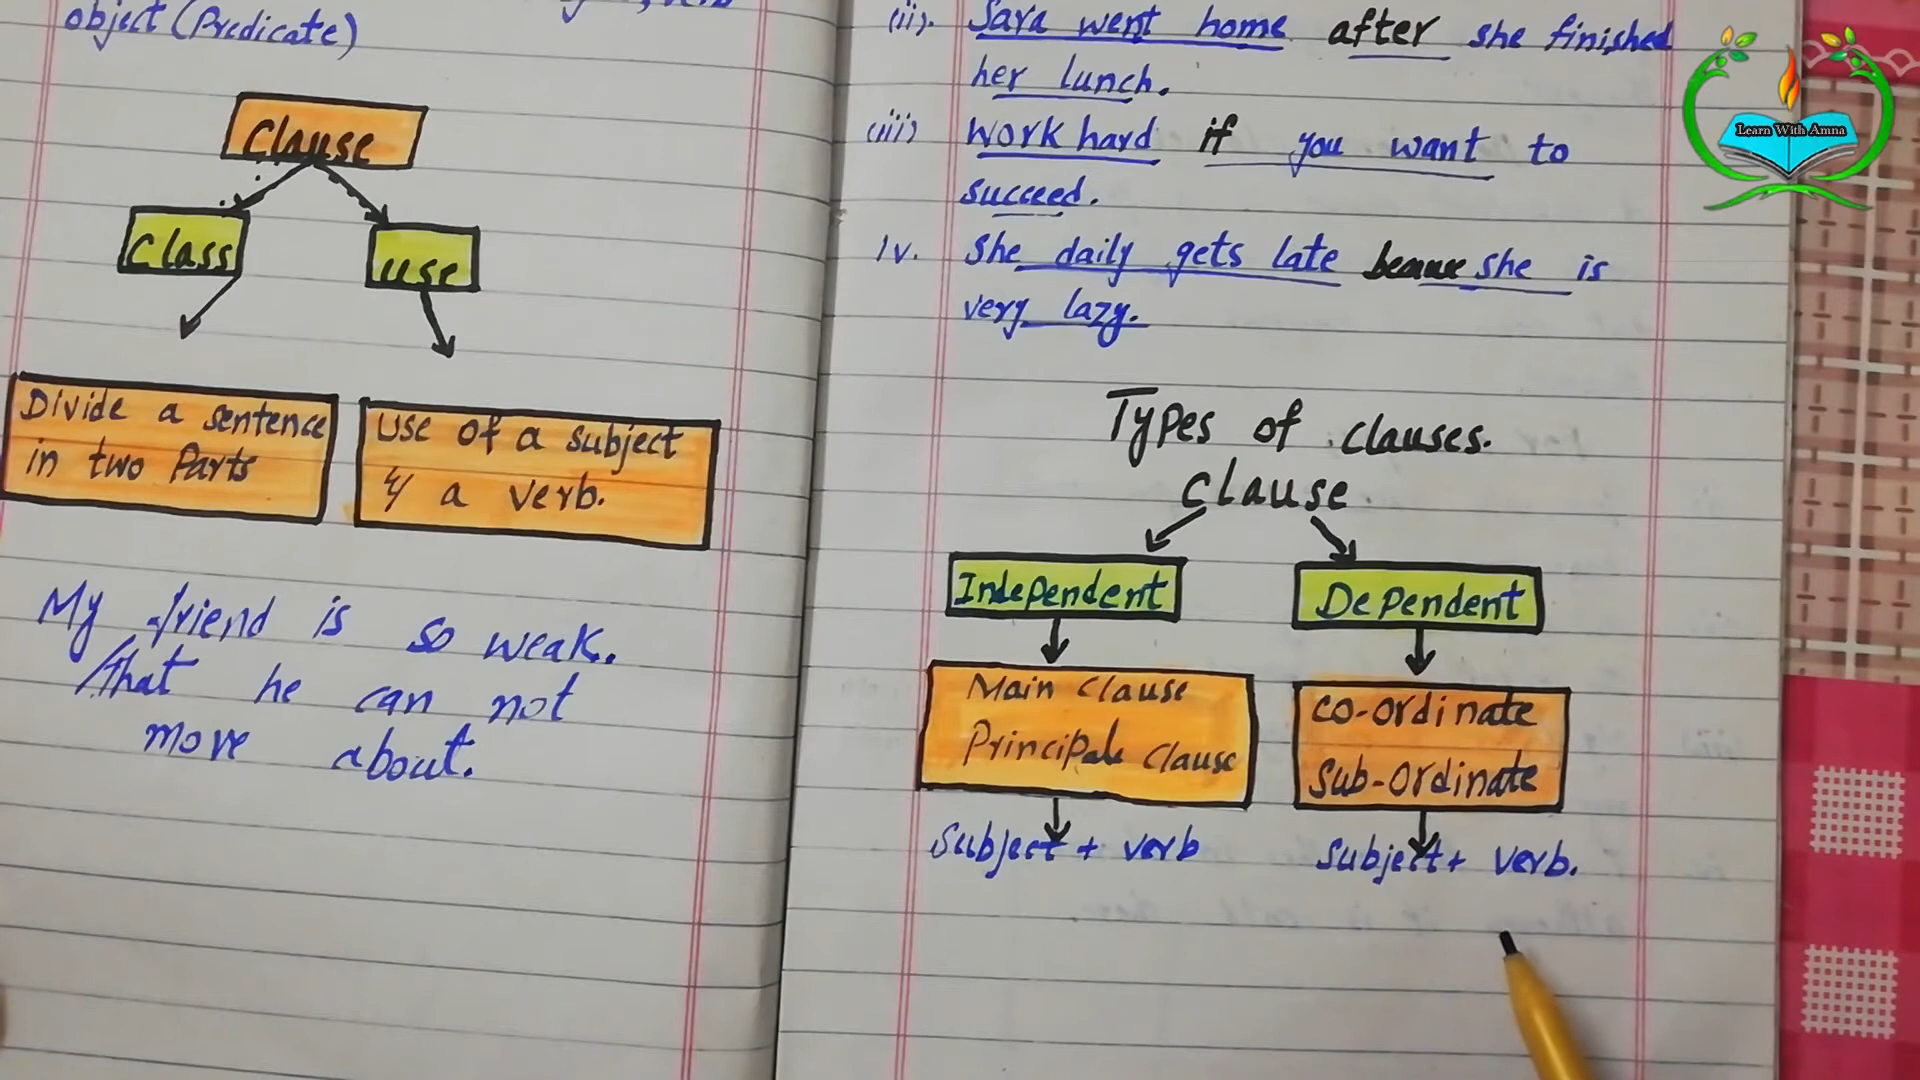 object (Predicate)
Clause
Class
use
Divide a sentence
in two Parts
Use of a subject
& a verb.
My friend is so weak.
That he can not
move about.
(ii). Sara went home after she finished
her lunch.
(iii) Work hard if you want to
succeed.
iv. She daily gets late because she is
very lazy.
Types of clauses.
Clause
Independent
Dependent
Main Clause
Principale Clause
Co-ordinate
Sub-ordinate
Subject + verb
Subject + verb.
Learn With Amna